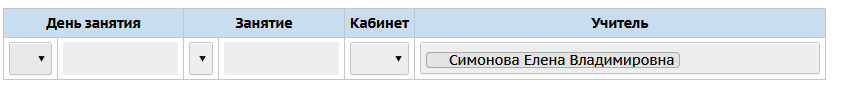 День занятия Занятие Кабинет Учитель
Симонова Елена Владимировна